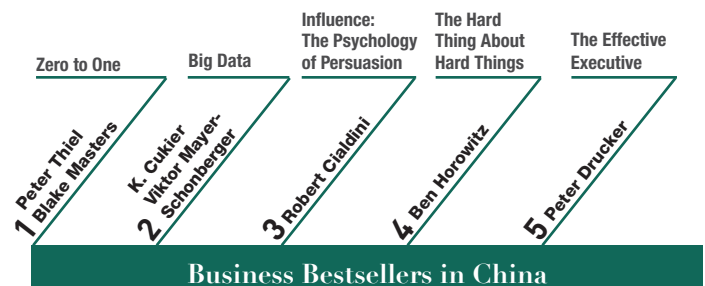 Zero to One
Peter Thiel
Blake Masters
1
Big Data
K. Cukier
Viktor Mayer-
Schonberger
2
Influence:
The Psychology
of Persuasion
Robert Cialdini
3
The Hard
Thing About
Hard Things
Ben Horowitz
4
The Effective
Executive
Peter Drucker
5
Business Bestsellers in China